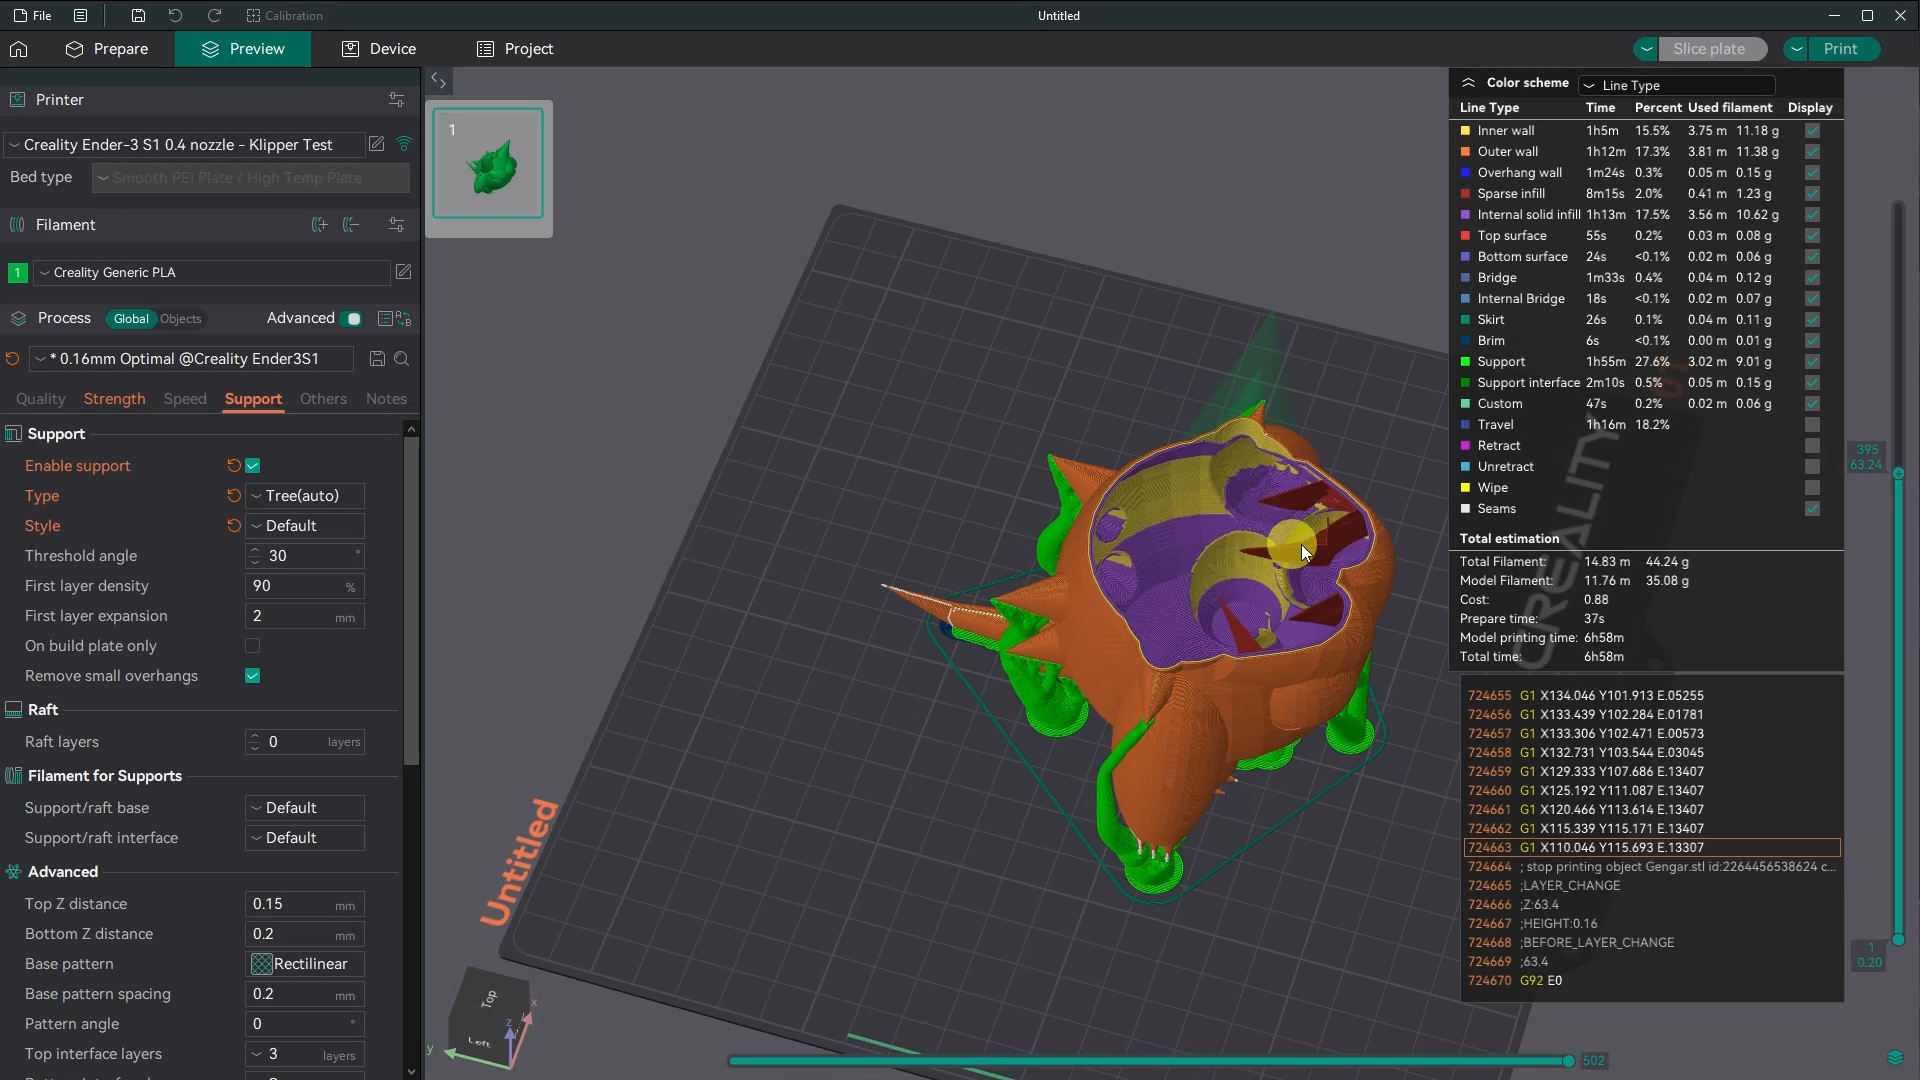 File
Calibration
Untitled
Prepare
Preview
Device
Project
Slice plate
Print
Printer
Creality Ender-3 S1 0.4 nozzle - Klipper Test
Bed type
Smooth PEI Plate / High Temp Plate
Filament
1
Creality Generic PLA
Process
Global
Objects
Advanced
* 0.16mm Optimal @Creality Ender3S1
Quality
Strength
Speed
Support
Others
Notes
Support
Enable support
Type
Tree(auto)
Style
Default
Threshold angle
30
°
First layer density
90
%
First layer expansion
2
mm
On build plate only
Remove small overhangs
Raft
Raft layers
0
layers
Filament for Supports
Support/raft base
Default
Support/raft interface
Default
Advanced
Top Z distance
0.15
mm
Bottom Z distance
0.2
mm
Base pattern
Rectilinear
Base pattern spacing
0.2
mm
Pattern angle
0
°
Top interface layers
3
layers
1
Untitled
CREALITY
Top
Left
x
y
z
Color scheme
Line Type
Line Type Time Percent Used filament Display
Inner wall 1h5m 15.5% 3.75 m 11.18 g
Outer wall 1h12m 17.3% 3.81 m 11.38 g
Overhang wall 1m24s 0.3% 0.05 m 0.15 g
Sparse infill 8m15s 2.0% 0.41 m 1.23 g
Internal solid infill 1h13m 17.5% 3.56 m 10.62 g
Top surface 55s 0.2% 0.03 m 0.08 g
Bottom surface 24s <0.1% 0.02 m 0.06 g
Bridge 1m33s 0.4% 0.04 m 0.12 g
Internal Bridge 18s <0.1% 0.02 m 0.07 g
Skirt 26s 0.1% 0.04 m 0.11 g
Brim 6s <0.1% 0.00 m 0.01 g
Support 1h55m 27.6% 3.02 m 9.01 g
Support interface 2m10s 0.5% 0.05 m 0.15 g
Custom 47s 0.2% 0.02 m 0.06 g
Travel 1h16m 18.2%
Retract
Unretract
Wipe
Seams
Total estimation
Total Filament: 14.83 m 44.24 g
Model Filament: 11.76 m 35.08 g
Cost: 0.88
Prepare time: 37s
Model printing time: 6h58m
Total time: 6h58m
724655 G1 X134.046 Y101.913 E.05255
724656 G1 X133.439 Y102.284 E.01781
724657 G1 X133.306 Y102.471 E.00573
724658 G1 X132.731 Y103.544 E.03045
724659 G1 X129.333 Y107.686 E.13407
724660 G1 X125.192 Y111.087 E.13407
724661 G1 X120.466 Y113.614 E.13407
724662 G1 X115.339 Y115.171 E.13407
724663 G1 X110.046 Y115.693 E.13307
724664 ; stop printing object Gengar.stl id:2264456538624 c...
724665 ;LAYER_CHANGE
724666 ;Z:63.4
724667 ;HEIGHT:0.16
724668 ;BEFORE_LAYER_CHANGE
724669 ;63.4
724670 G92 E0
395
63.24
1
0.20
502